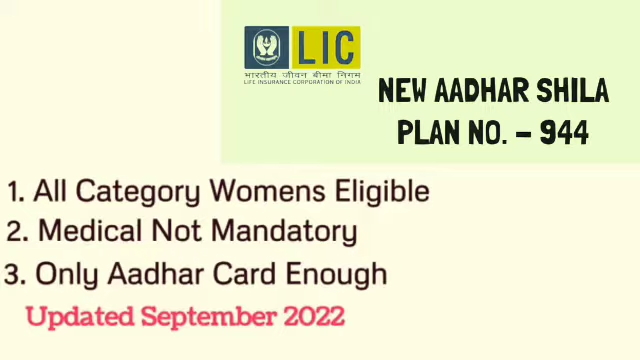 LIC
भारतीय जीवन बीमा निगम
LIFE INSURANCE CORPORATION OF INDIA
NEW AADHAR SHILA
PLAN NO. – 944
1. All Category Womens Eligible
2. Medical Not Mandatory
3. Only Aadhar Card Enough
Updated September 2022